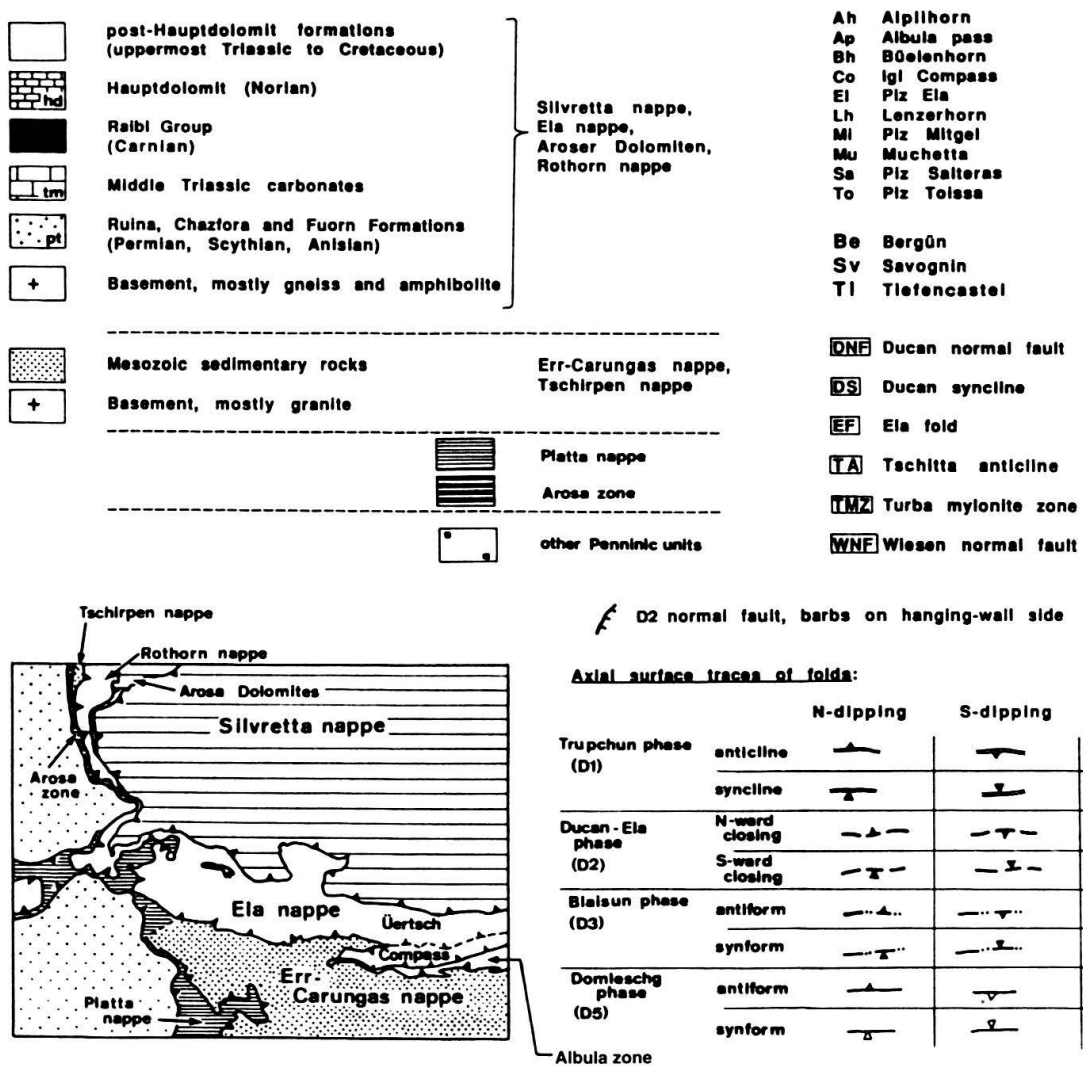 post-Hauptdolomit formations
(uppermost Triassic to Cretaceous)
hd
Hauptdolomit (Norian)
Raibl Group
(Carnian)
tm
Middle Triassic carbonates
pt
Ruina, Chazfora and Fuorn Formations
(Permian, Scythian, Anisian)
+
Basement, mostly gneiss and amphibolite
Silvretta nappe,
Ela nappe,
Aroser Dolomiten,
Rothorn nappe
Mesozoic sedimentary rocks
+
Basement, mostly granite
Err-Carungas nappe,
Tschirpen nappe
Platta nappe
Arosa zone
other Penninic units
Ah Alplihorn
Ap Albula pass
Bh Büelenhorn
Co Igl Compass
El Piz Ela
Lh Lenzerhorn
Mi Piz Mitgel
Mu Muchetta
Sa Piz Salteras
To Piz Toissa
Be Bergün
Sv Savognin
Ti Tiefencastel
DNF Ducan normal fault
DS Ducan syncline
EF Ela fold
TA Tschitta anticline
TMZ Turba mylonite zone
WNF Wiesen normal fault
D2 normal fault, barbs on hanging-wall side
Tschirpen nappe
Rothorn nappe
Arosa Dolomites
Silvretta nappe
Arosa
zone
Ela nappe
Üertsch
Compass
Err-
Carungas nappe
Platta
nappe
Albula zone
Axial surface traces of folds:
N-dipping S-dipping
Trupchun phase
(D1)
anticline
syncline
Ducan-Ela
phase
(D2)
N-ward
closing
S-ward
closing
Blaisun phase
(D3)
antiform
synform
Domleschg
phase
(D5)
antiform
synform